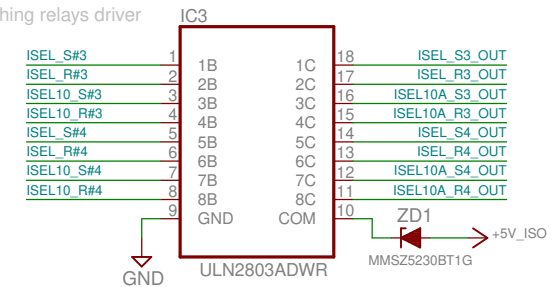 hing relays driver
IC3
ISEL_S#3 1 1B 1C 18 ISEL_S3_OUT
ISEL_R#3 2 2B 2C 17 ISEL_R3_OUT
ISEL10_S#3 3 3B 3C 16 ISEL10A_S3_OUT
ISEL10_R#3 4 4B 4C 15 ISEL10A_R3_OUT
ISEL_S#4 5 5B 5C 14 ISEL_S4_OUT
ISEL_R#4 6 6B 6C 13 ISEL_R4_OUT
ISEL10_S#4 7 7B 7C 12 ISEL10A_S4_OUT
ISEL10_R#4 8 8B 8C 11 ISEL10A_R4_OUT
9 GND COM 10
ZD1
+5V_ISO
MMSZ5230BT1G
GND
ULN2803ADWR